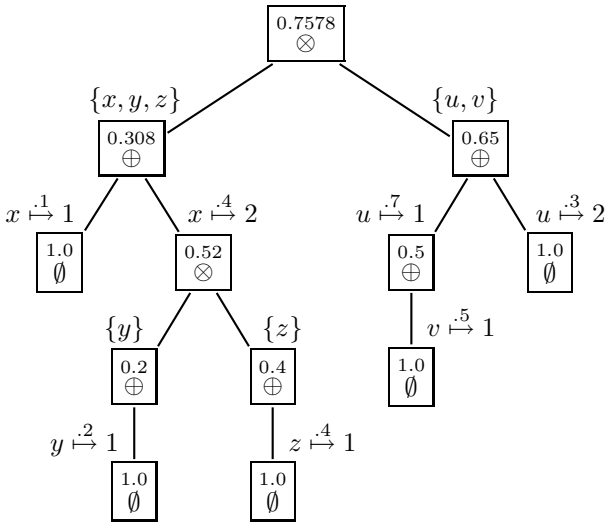 0.7578
⊗
{x, y, z}
{u, v}
0.308
⊕
0.65
⊕
x .1↦ 1
x .4↦ 2
u .7↦ 1
u .3↦ 2
1.0
∅
0.52
⊗
0.5
⊕
1.0
∅
{y}
{z}
v .5↦ 1
0.2
⊕
0.4
⊕
1.0
∅
y .2↦ 1
z .4↦ 1
1.0
∅
1.0
∅